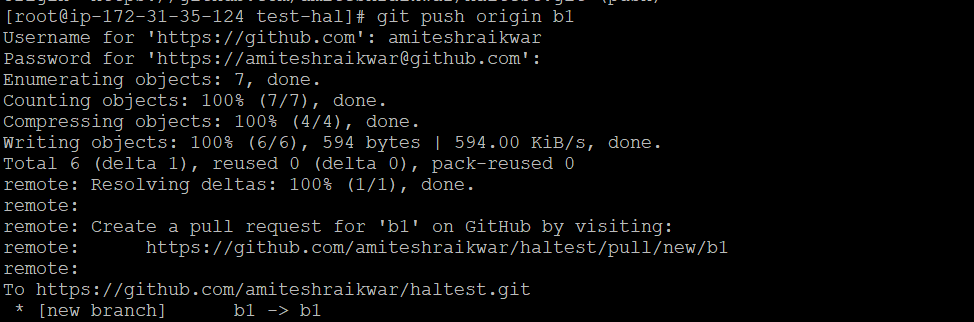 [root@ip-172-31-35-124 test-hal]# git push origin b1
Username for 'https://github.com': amiteshraikwar
Password for 'https://amiteshraikwar@github.com':
Enumerating objects: 7, done.
Counting objects: 100% (7/7), done.
Compressing objects: 100% (4/4), done.
Writing objects: 100% (6/6), 594 bytes | 594.00 KiB/s, done.
Total 6 (delta 1), reused 0 (delta 0), pack-reused 0
remote: Resolving deltas: 100% (1/1), done.
remote:
remote: Create a pull request for 'b1' on GitHub by visiting:
remote:      https://github.com/amiteshraikwar/haltest/pull/new/b1
remote:
To https://github.com/amiteshraikwar/haltest.git
 * [new branch]      b1 -> b1